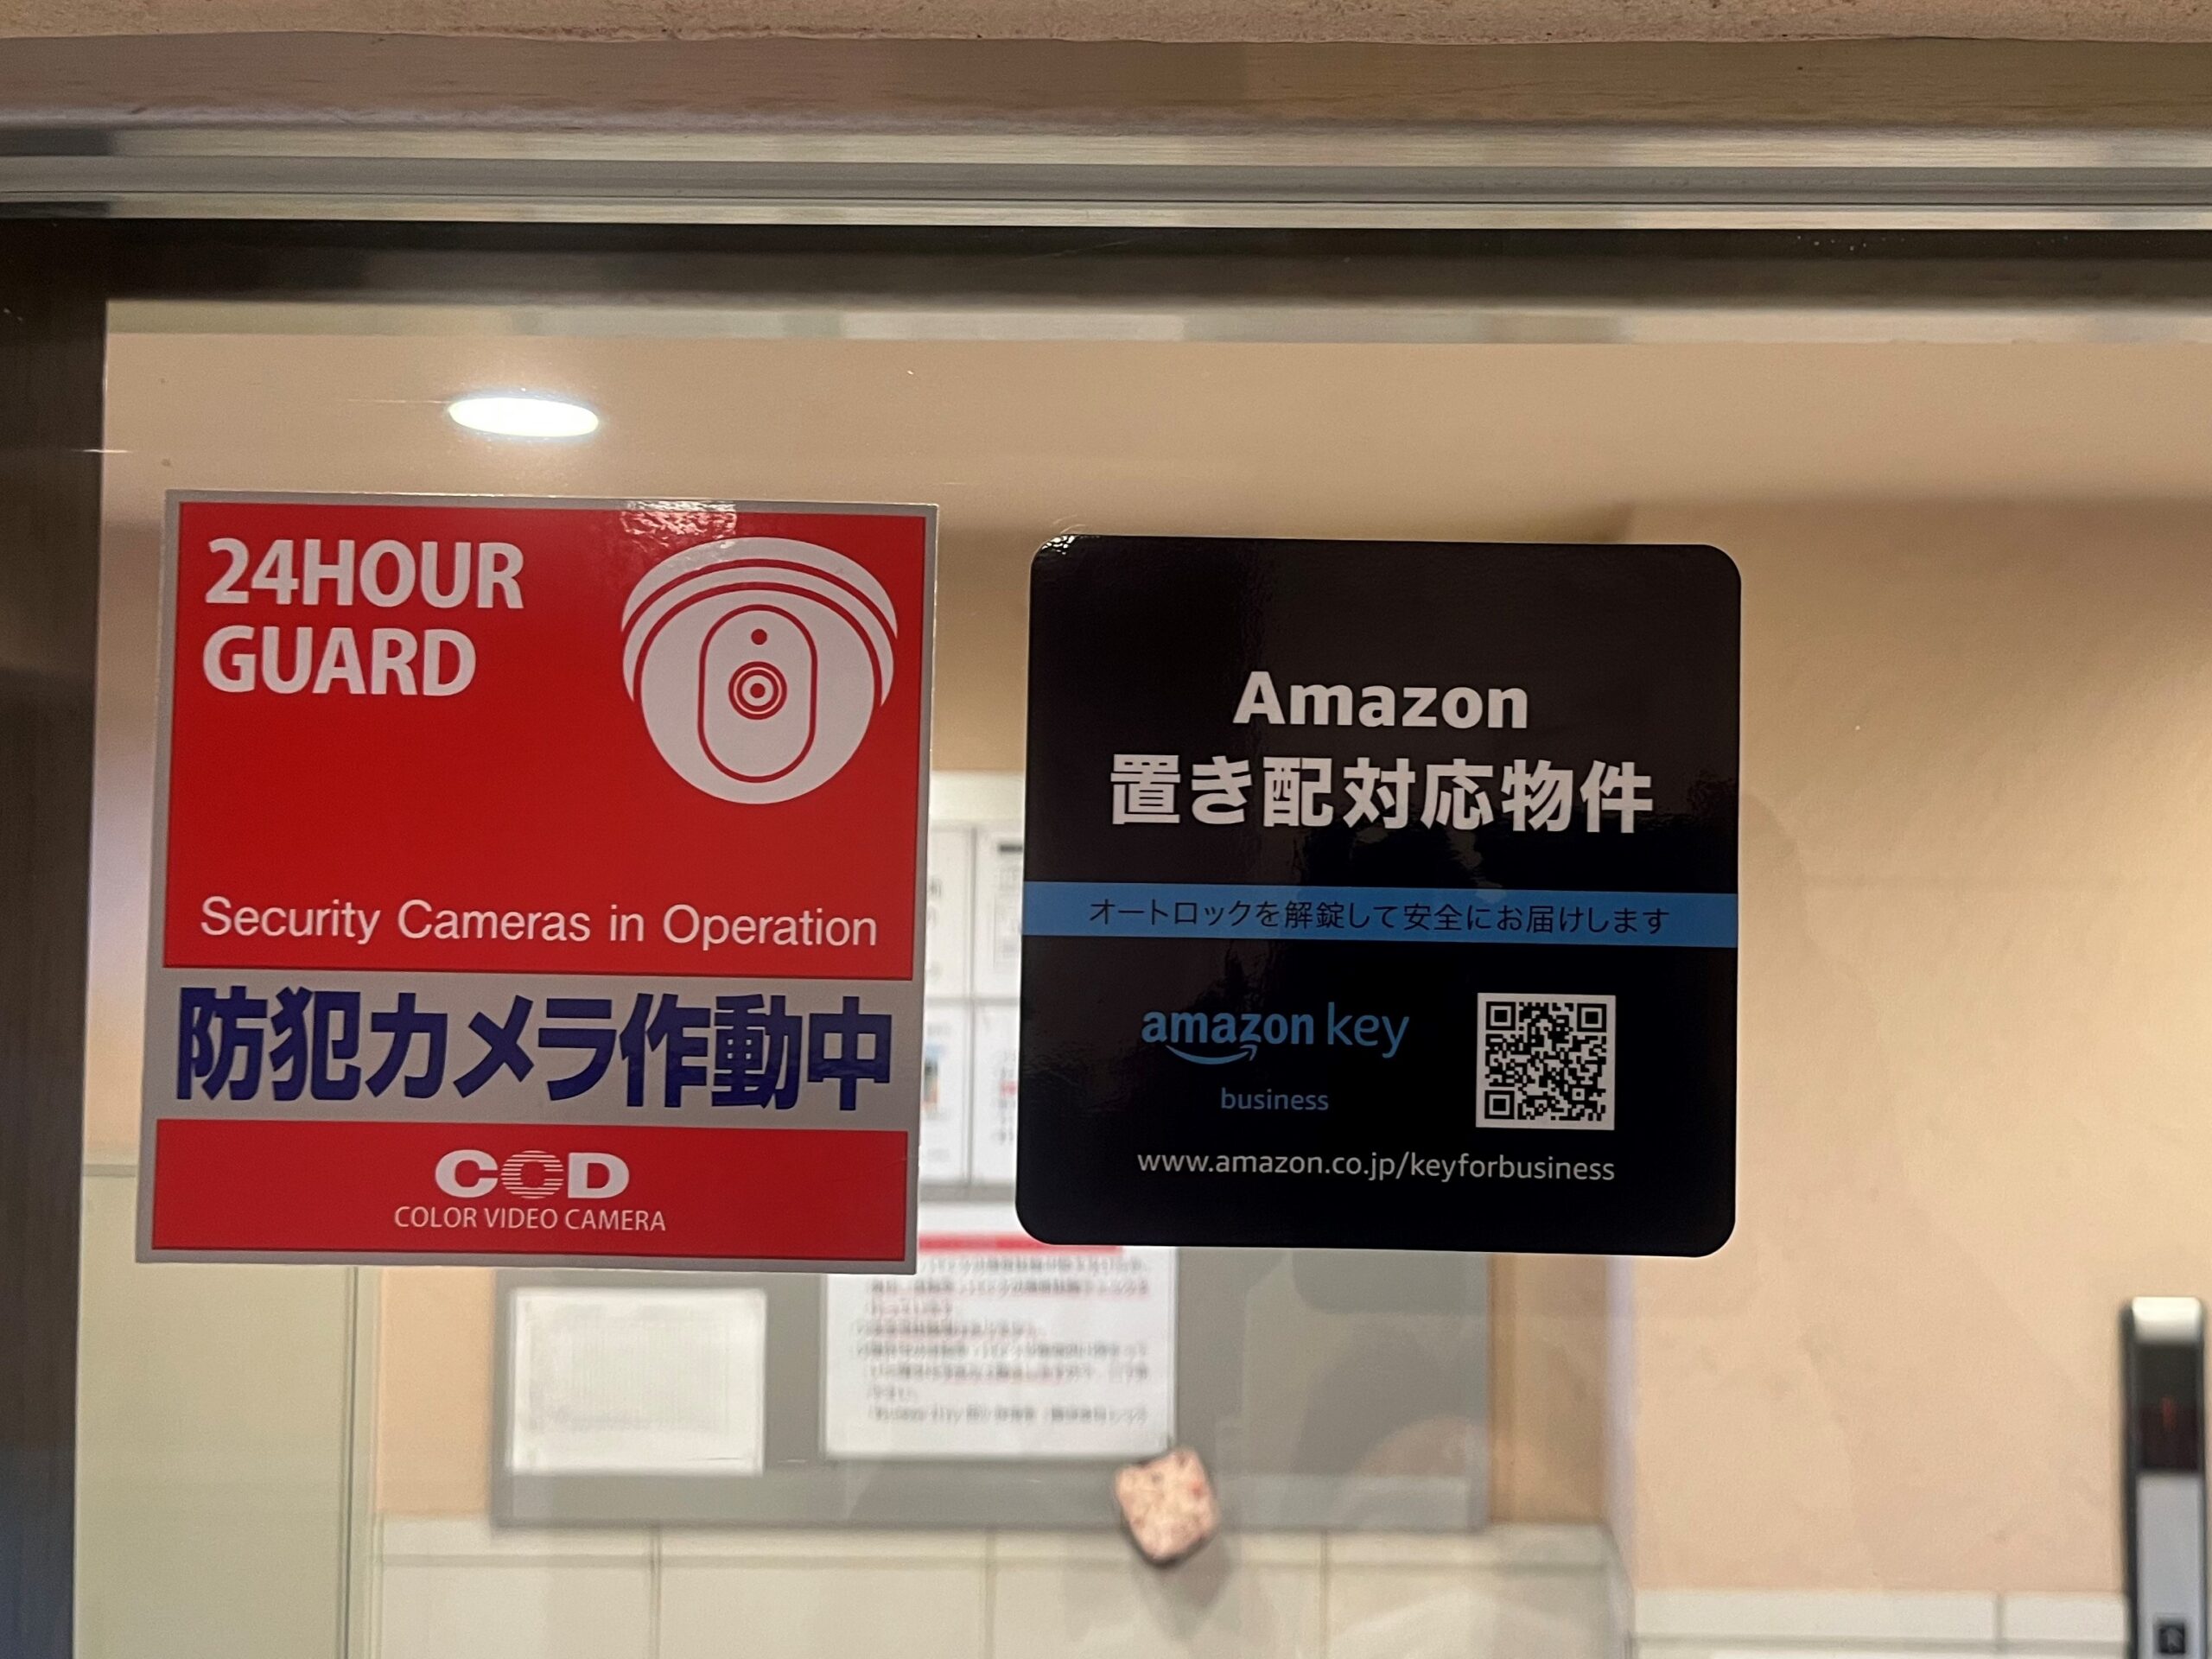 24HOUR
GUARD
Security Cameras in Operation
防犯カメラ作動中
CCD
COLOR VIDEO CAMERA
Amazon
置き配対応物件
オートロックを解錠して安全にお届けします
amazon key
business
www.amazon.co.jp/keyforbusiness